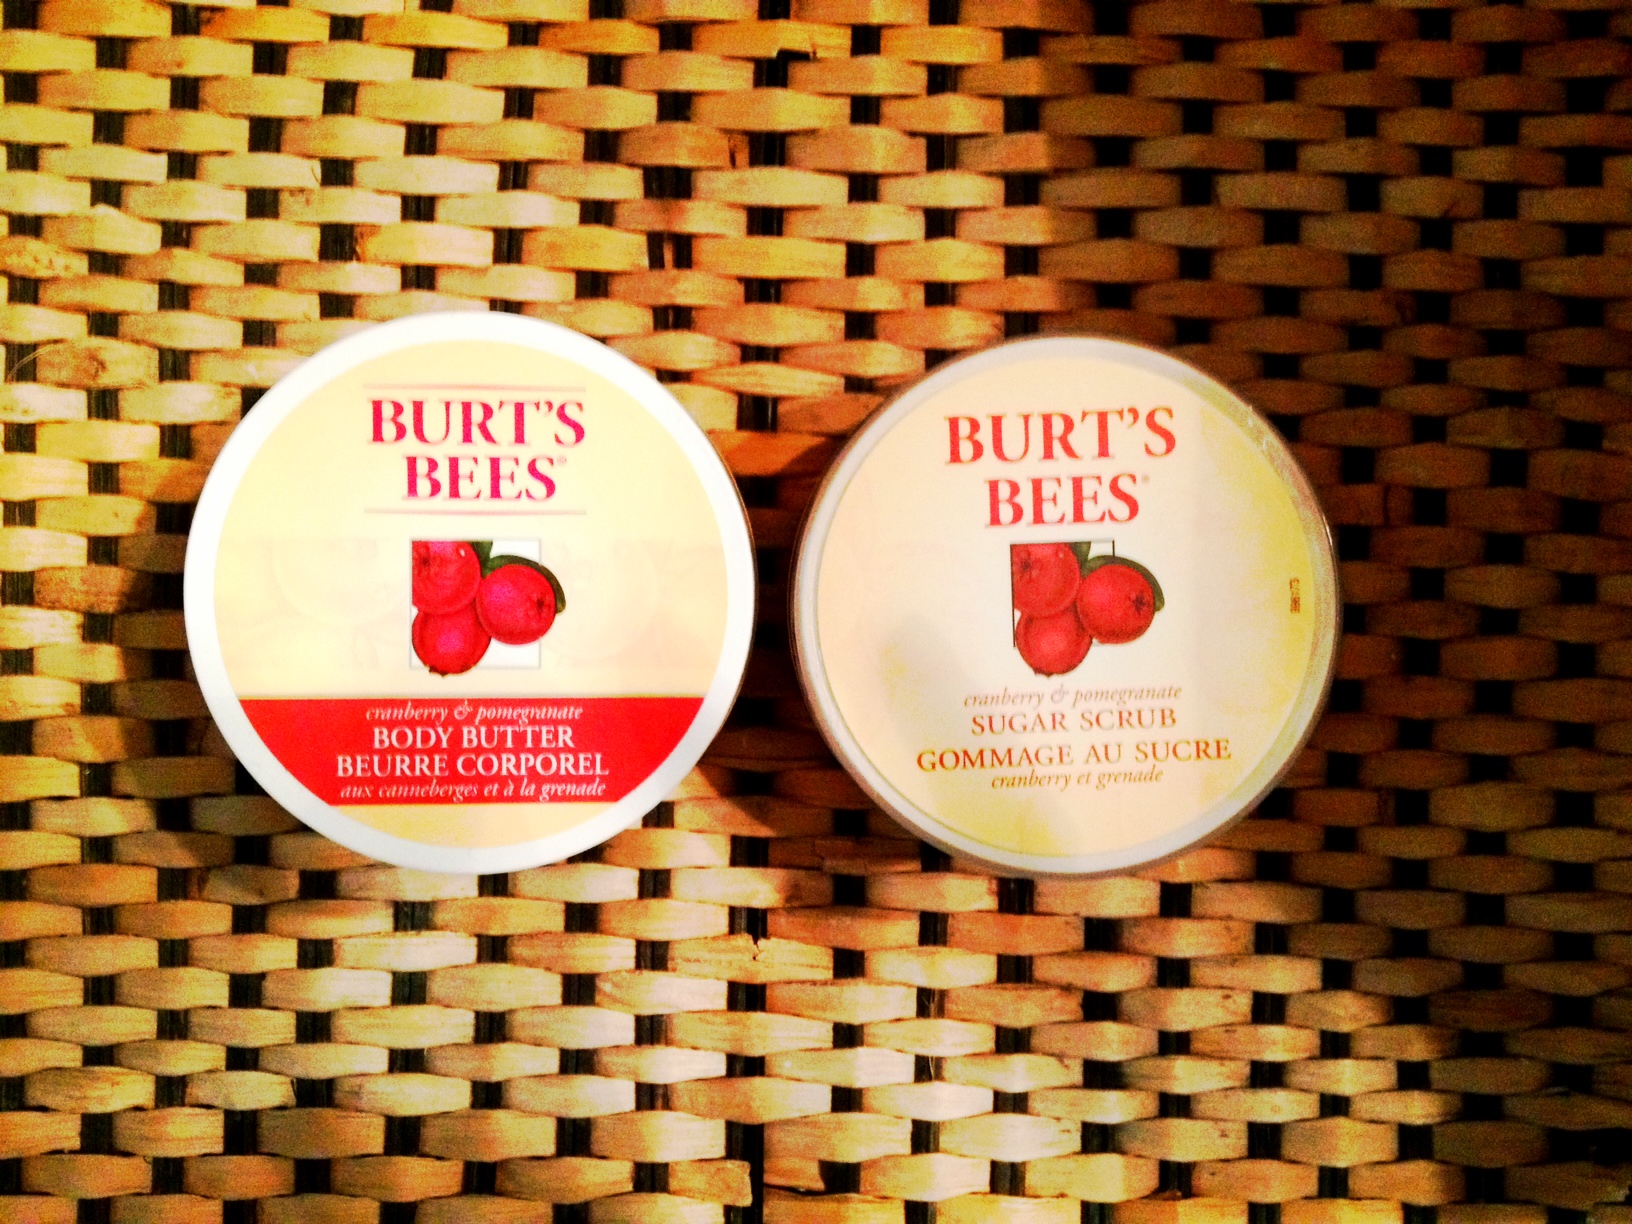 BURT'S
BEES®
cranberry & pomegranate
BODY BUTTER
BEURRE CORPOREL
aux canneberges et à la grenade
BURT'S
BEES
cranberry & pomegranate
SUGAR SCRUB
GOMMAGE AU SUCRE
cranberry et grenade